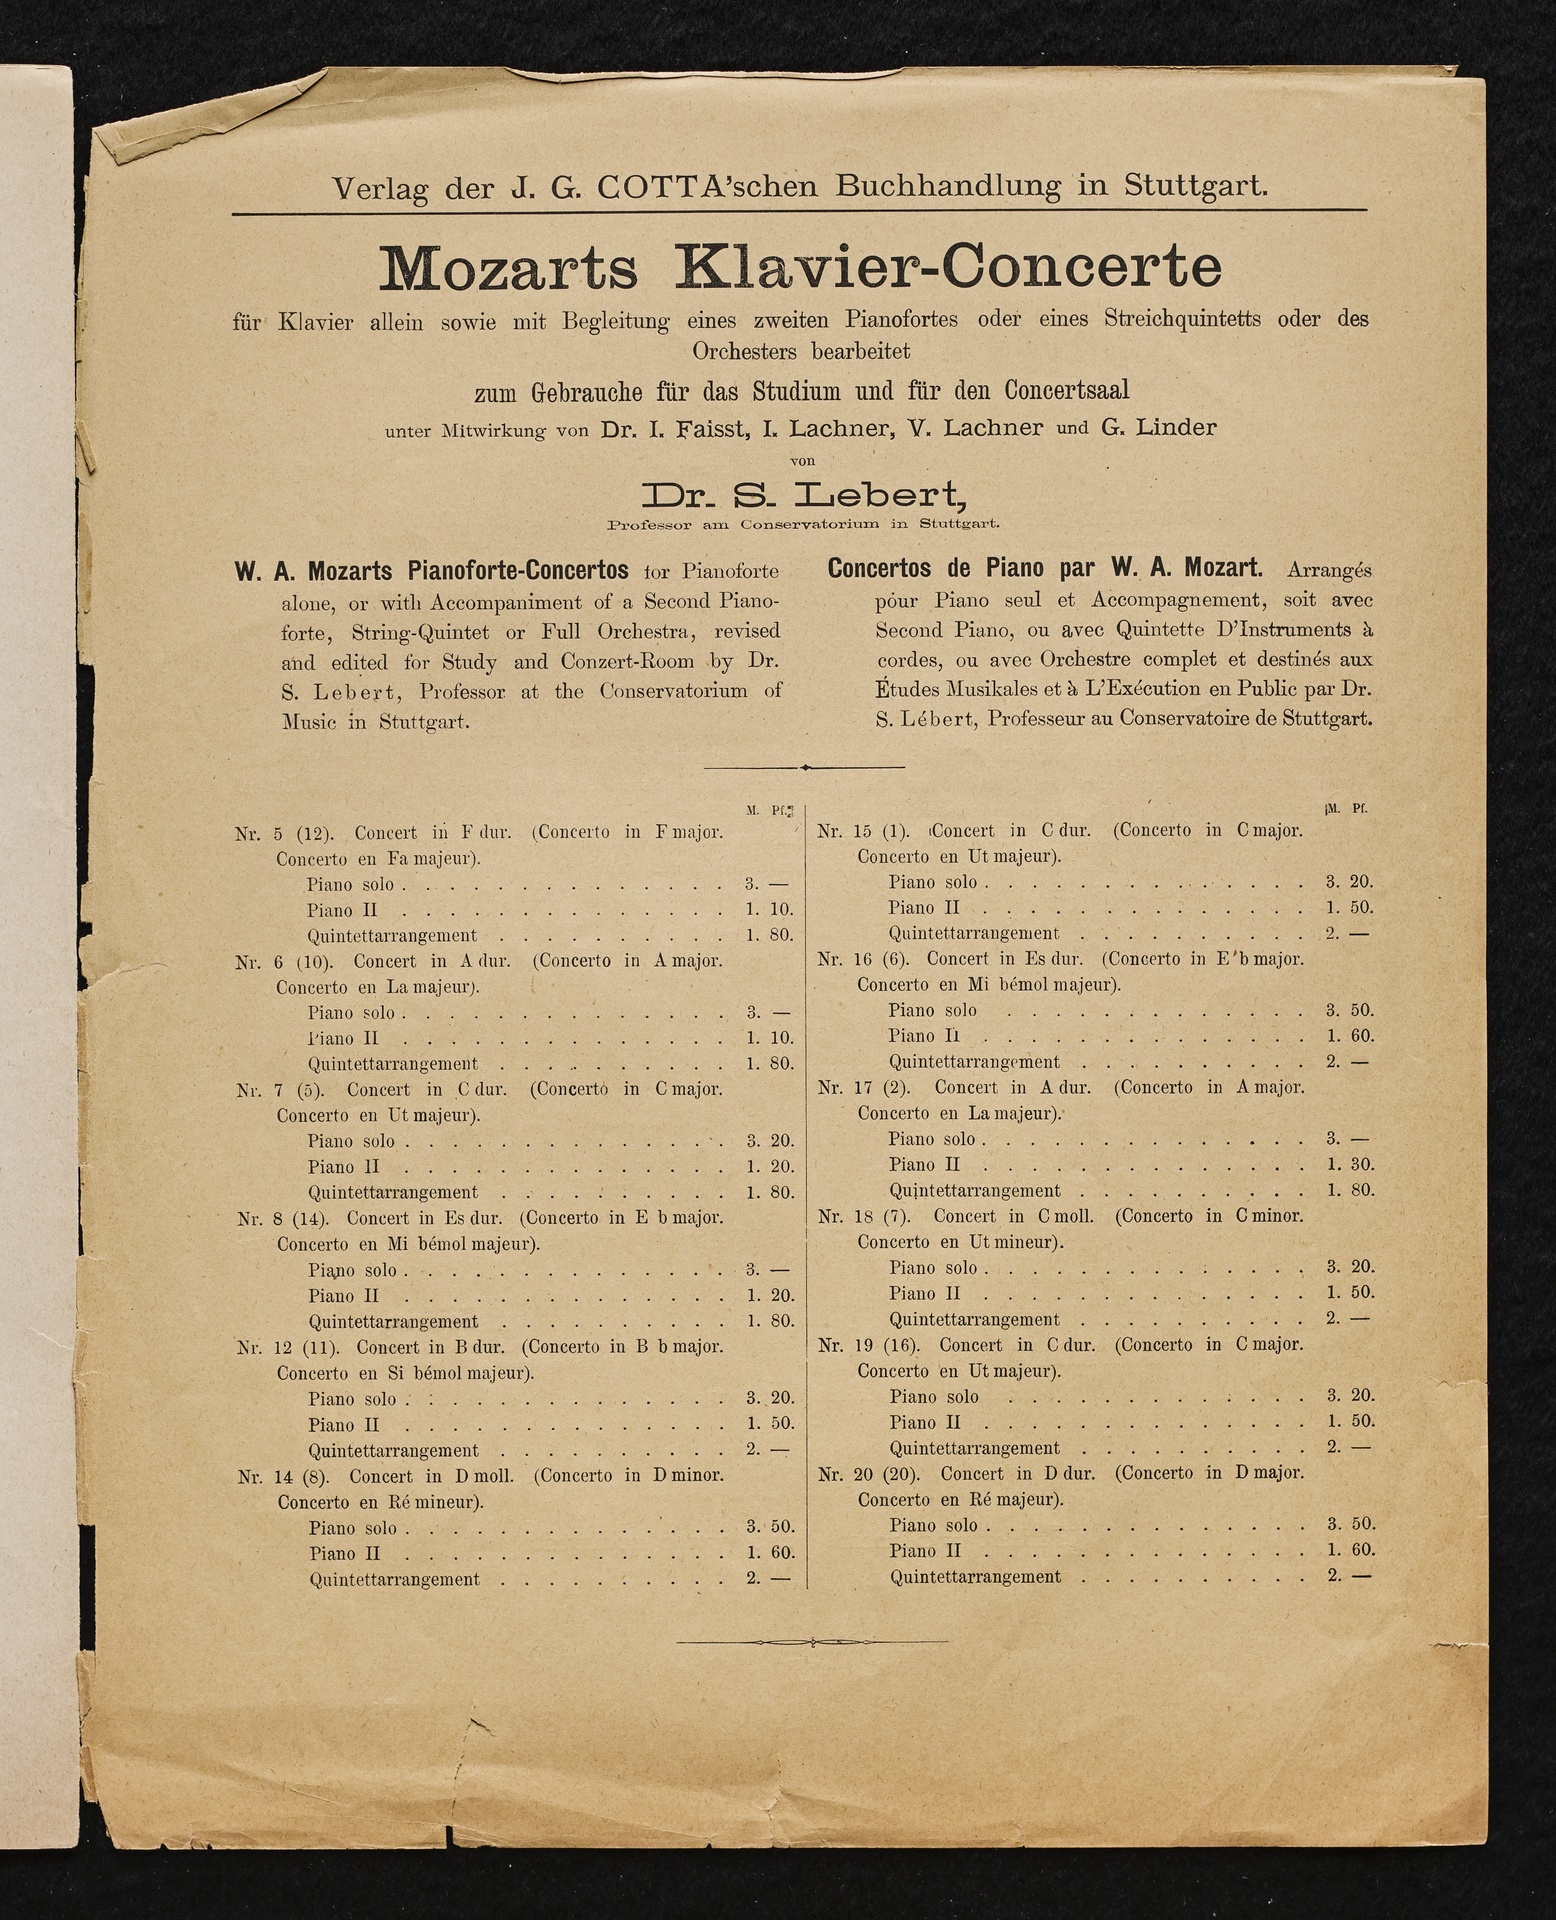 Verlag der J. G. COTTA'schen Buchhandlung in Stuttgart.
Mozarts Klavier-Concerte
für Klavier allein sowie mit Begleitung eines zweiten Pianofortes oder eines Streichquintetts oder des
Orchesters bearbeitet
zum Gebrauche für das Studium und für den Concertsaal
unter Mitwirkung von Dr. I. Faisst, I. Lachner, V. Lachner und G. Linder
von
Dr. S. Lebert,
Professor am Conservatorium in Stuttgart.
W. A. Mozarts Pianoforte-Concertos for Pianoforte
alone, or with Accompaniment of a Second Piano-
forte, String-Quintet or Full Orchestra, revised
and edited for Study and Conzert-Room by Dr.
S. Lebert, Professor at the Conservatorium of
Music in Stuttgart.
Concertos de Piano par W. A. Mozart. Arrangés
pour Piano seul et Accompagnement, soit avec
Second Piano, ou avec Quintette D'Instruments à
cordes, ou avec Orchestre complet et destinés aux
Études Musikales et à L'Exécution en Public par Dr.
S. Lébert, Professeur au Conservatoire de Stuttgart.
M. Pf.
Nr. 5 (12). Concert in F dur. (Concerto in F major.
Concerto en Fa majeur).
Piano solo . . . . . . . . . . . . . . 3. —
Piano II . . . . . . . . . . . . . . 1. 10.
Quintettarrangement . . . . . . . . . . 1. 80.
Nr. 6 (10). Concert in A dur. (Concerto in A major.
Concerto en La majeur).
Piano solo . . . . . . . . . . . . . . 3. —
Piano II . . . . . . . . . . . . . . 1. 10.
Quintettarrangement . . . . . . . . . . 1. 80.
Nr. 7 (5). Concert in C dur. (Concerto in C major.
Concerto en Ut majeur).
Piano solo . . . . . . . . . . . . . . 3. 20.
Piano II . . . . . . . . . . . . . . 1. 20.
Quintettarrangement . . . . . . . . . . 1. 80.
Nr. 8 (14). Concert in Es dur. (Concerto in E b major.
Concerto en Mi bémol majeur).
Piano solo . . . . . . . . . . . . . . 3. —
Piano II . . . . . . . . . . . . . . 1. 20.
Quintettarrangement . . . . . . . . . . 1. 80.
Nr. 12 (11). Concert in B dur. (Concerto in B b major.
Concerto en Si bémol majeur).
Piano solo . . . . . . . . . . . . . . 3. 20.
Piano II . . . . . . . . . . . . . . 1. 50.
Quintettarrangement . . . . . . . . . . 2. —
Nr. 14 (8). Concert in D moll. (Concerto in D minor.
Concerto en Ré mineur).
Piano solo . . . . . . . . . . . . . . 3. 50.
Piano II . . . . . . . . . . . . . . 1. 60.
Quintettarrangement . . . . . . . . . . 2. —
M. Pf.
Nr. 15 (1). Concert in C dur. (Concerto in C major.
Concerto en Ut majeur).
Piano solo . . . . . . . . . . . . . . 3. 20.
Piano II . . . . . . . . . . . . . . 1. 50.
Quintettarrangement . . . . . . . . . . 2. —
Nr. 16 (6). Concert in Es dur. (Concerto in E b major.
Concerto en Mi bémol majeur).
Piano solo . . . . . . . . . . . . . 3. 50.
Piano II . . . . . . . . . . . . . . 1. 60.
Quintettarrangement . . . . . . . . . . 2. —
Nr. 17 (2). Concert in A dur. (Concerto in A major.
Concerto en La majeur).
Piano solo . . . . . . . . . . . . . . 3. —
Piano II . . . . . . . . . . . . . . 1. 30.
Quintettarrangement . . . . . . . . . . 1. 80.
Nr. 18 (7). Concert in C moll. (Concerto in C minor.
Concerto en Ut mineur).
Piano solo . . . . . . . . . . . . . . 3. 20.
Piano II . . . . . . . . . . . . . . 1. 50.
Quintettarrangement . . . . . . . . . . 2. —
Nr. 19 (16). Concert in C dur. (Concerto in C major.
Concerto en Ut majeur).
Piano solo . . . . . . . . . . . . . 3. 20.
Piano II . . . . . . . . . . . . . . 1. 50.
Quintettarrangement . . . . . . . . . . 2. —
Nr. 20 (20). Concert in D dur. (Concerto in D major.
Concerto en Ré majeur).
Piano solo . . . . . . . . . . . . . . 3. 50.
Piano II . . . . . . . . . . . . . . 1. 60.
Quintettarrangement . . . . . . . . . . 2. —